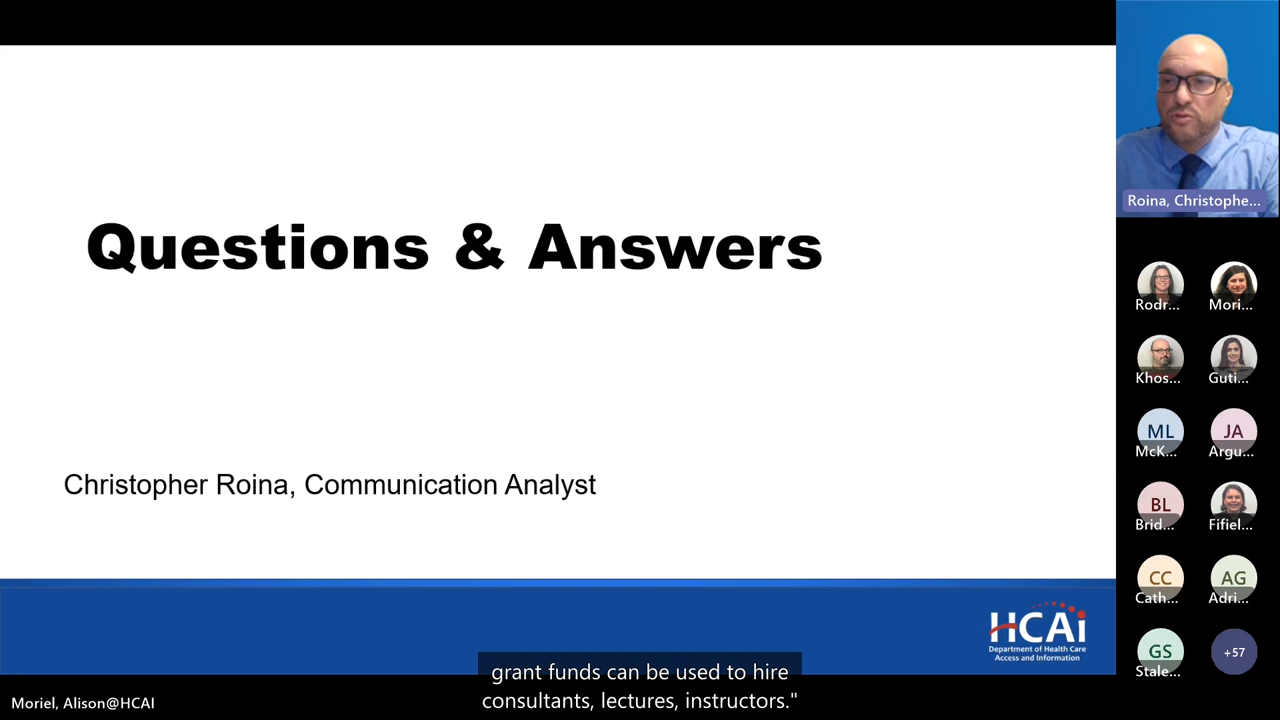 Questions & Answers
Christopher Roina, Communication Analyst
HCAi
Department of Health Care
Access and Information
grant funds can be used to hire
consultants, lectures, instructors."
Moriel, Alison@HCAI
Roina, Christophe...
Rodr...
Mori...
Khos...
Guti...
ML
McK...
JA
Argu...
BL
Brid...
Fifiel...
CC
Cath...
AG
Adri...
GS
Stale...
+57